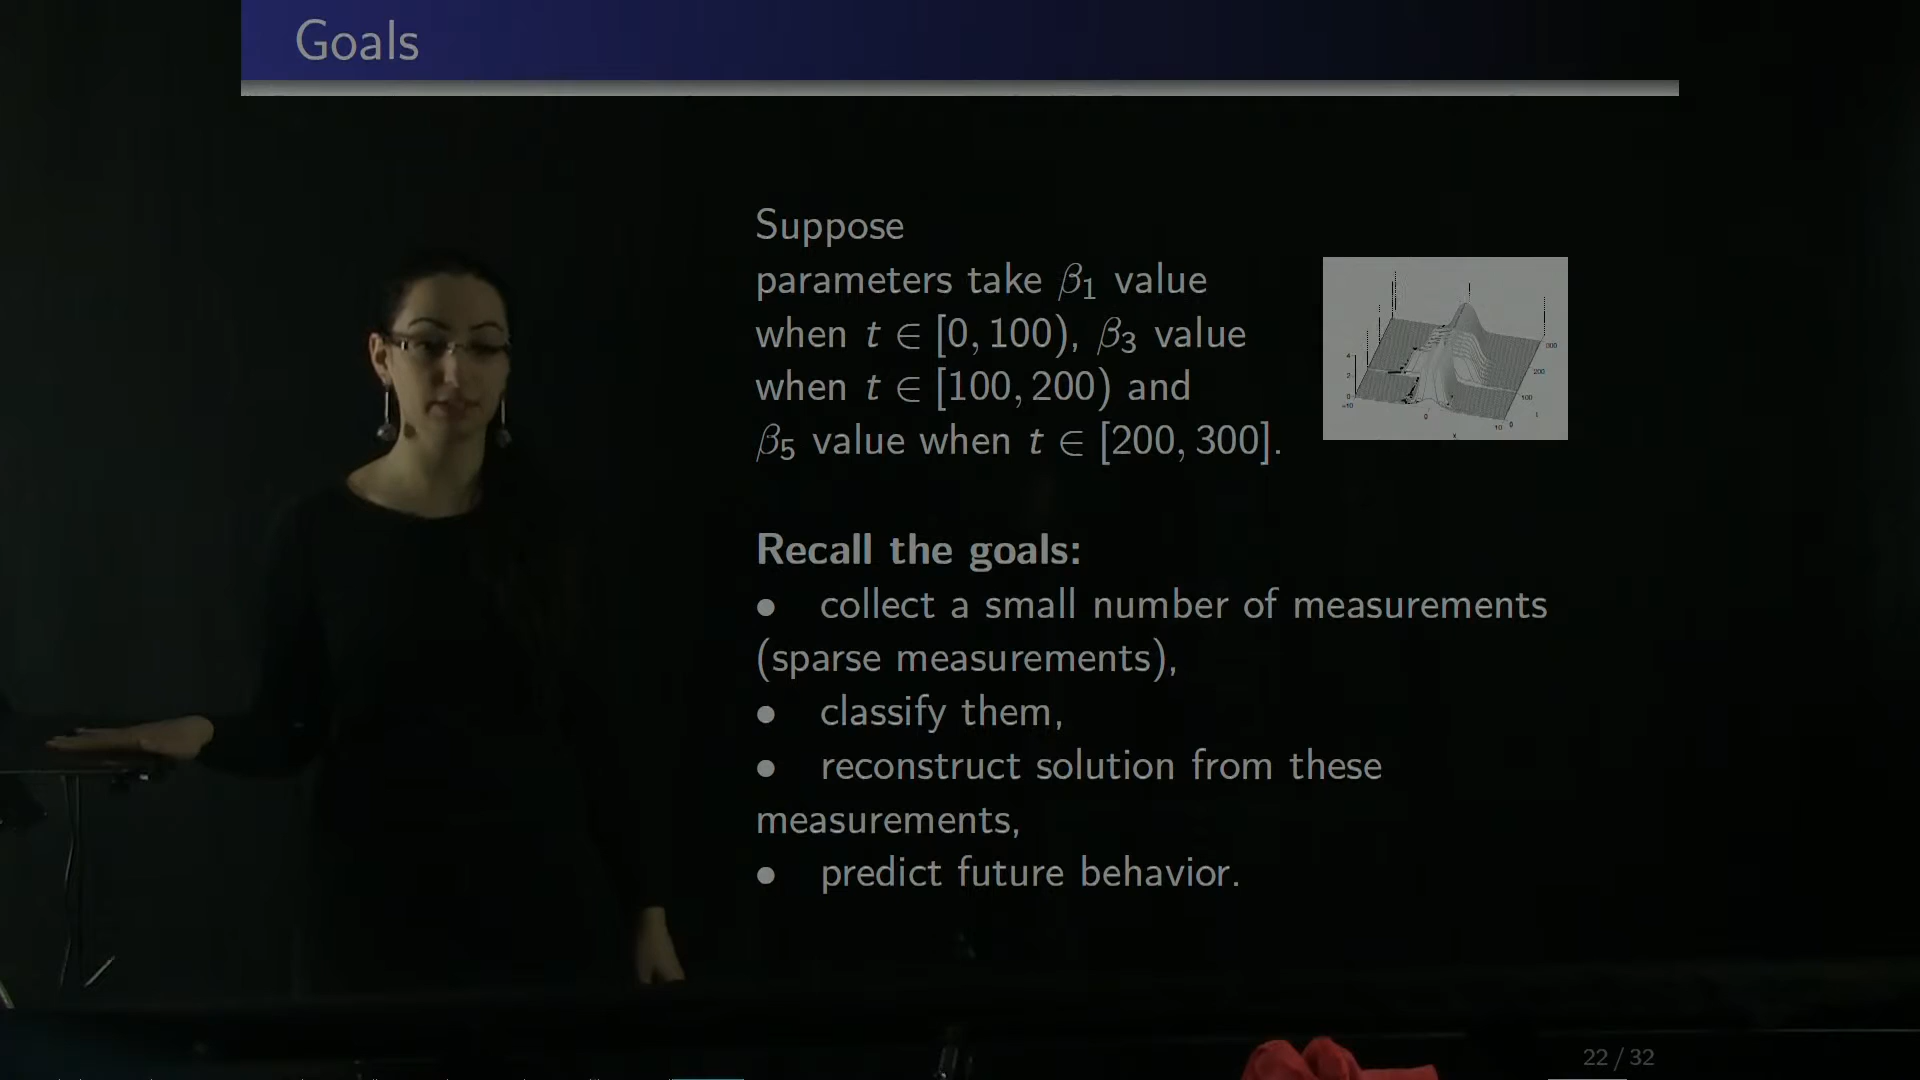 Goals
Suppose
parameters take β₁ value
when t ∈ [0, 100), β₃ value
when t ∈ [100, 200) and
β₅ value when t ∈ [200, 300].
Recall the goals:
• collect a small number of measurements
(sparse measurements),
• classify them,
• reconstruct solution from these
measurements,
• predict future behavior.
22 / 32